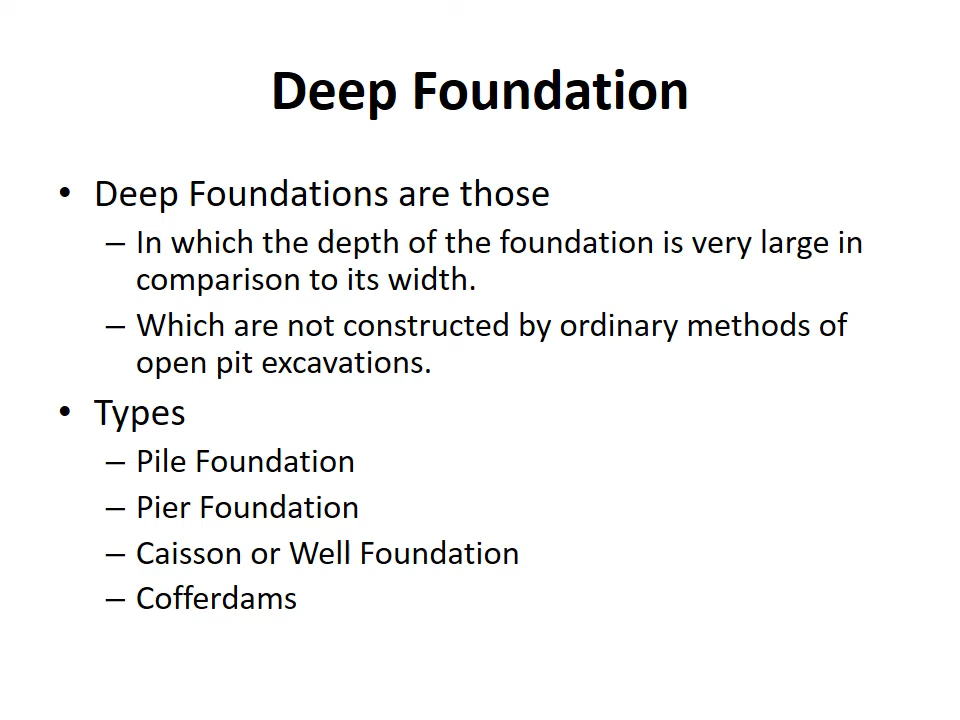 Deep Foundation
• Deep Foundations are those
– In which the depth of the foundation is very large in
comparison to its width.
– Which are not constructed by ordinary methods of
open pit excavations.
• Types
– Pile Foundation
– Pier Foundation
– Caisson or Well Foundation
– Cofferdams